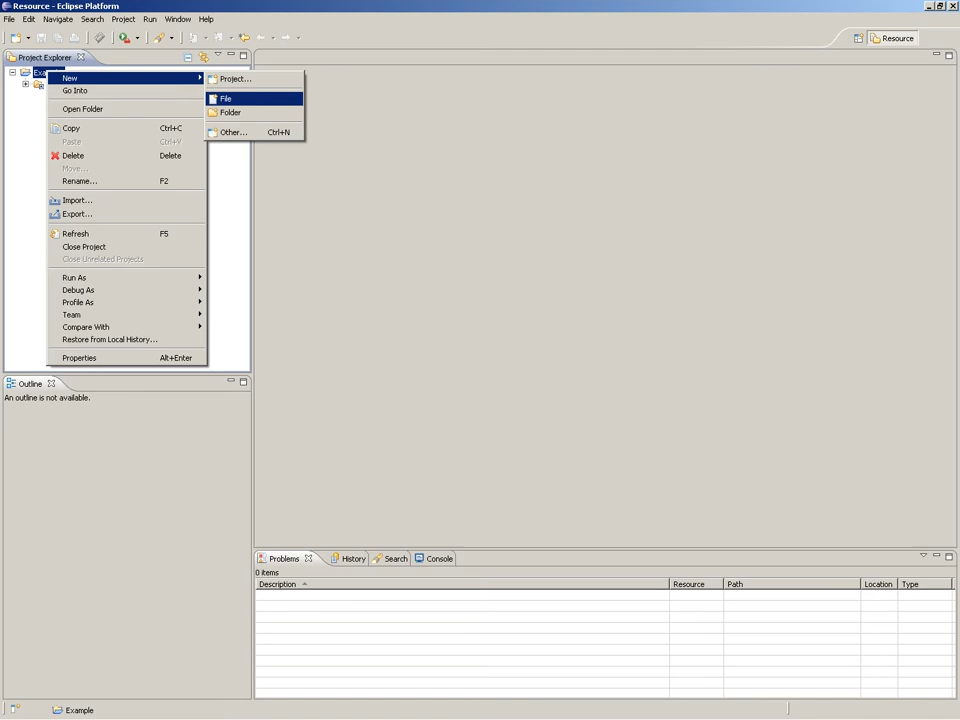 Resource - Eclipse Platform
File Edit Navigate Search Project Run Window Help
Resource
Project Explorer
New
Project...
Go Into
File
Open Folder
Folder
Copy Ctrl+C
Other... Ctrl+N
Paste Ctrl+V
Delete Delete
Move...
Rename... F2
Import...
Export...
Refresh F5
Close Project
Close Unrelated Projects
Run As
Debug As
Profile As
Team
Compare With
Restore from Local History...
Properties Alt+Enter
Outline
An outline is not available.
Problems History Search Console
0 items
Description Resource Path Location Type
Example